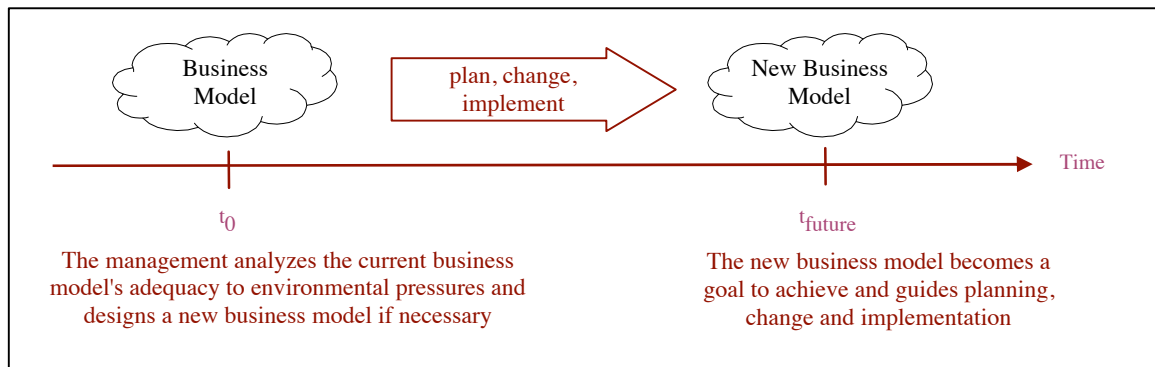 Business
Model
plan, change,
implement
New Business
Model
Time
t0
tfuture
The management analyzes the current business
model's adequacy to environmental pressures and
designs a new business model if necessary
The new business model becomes a
goal to achieve and guides planning,
change and implementation